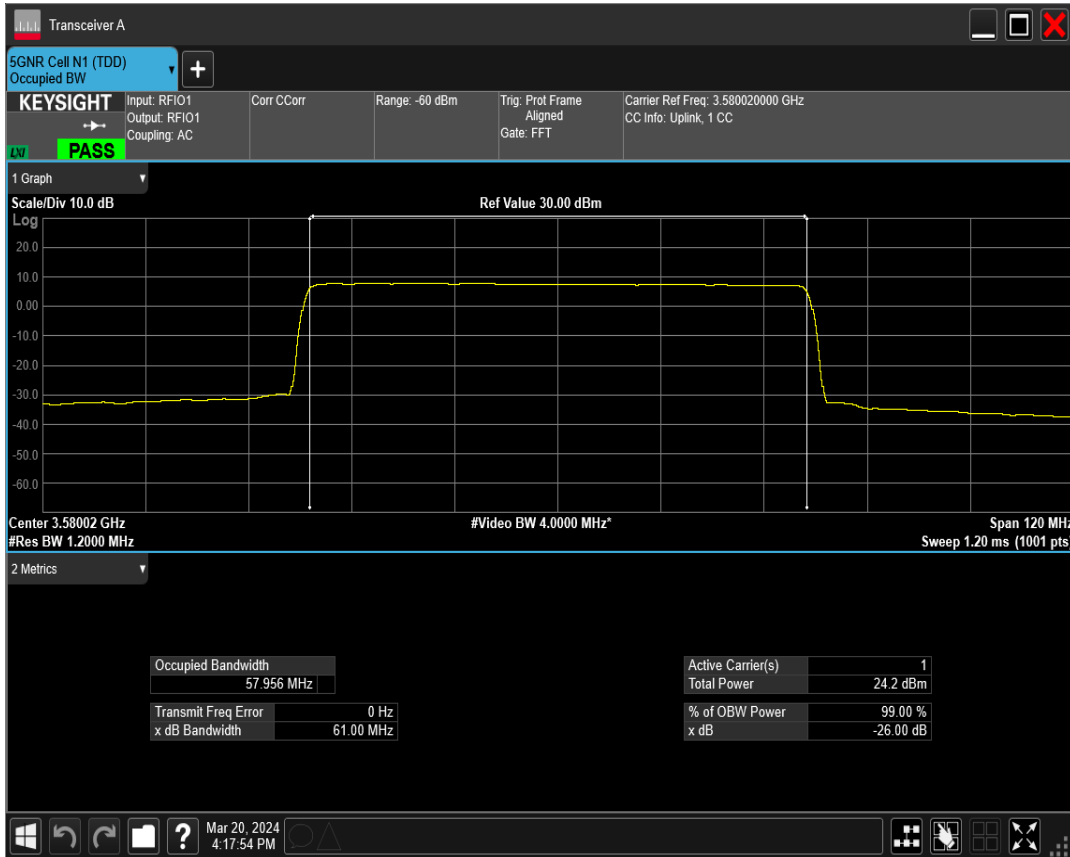 Transceiver A
5GNR Cell N1 (TDD)
Occupied BW
+
KEYSIGHT
LXI
PASS
Input: RFIO1
Output: RFIO1
Coupling: AC
Corr CCorr
Range: -60 dBm
Trig: Prot Frame
Aligned
Gate: FFT
Carrier Ref Freq: 3.580020000 GHz
CC Info: Uplink, 1 CC
1 Graph
Scale/Div 10.0 dB
Ref Value 30.00 dBm
Log
20.0
10.0
0.00
-10.0
-20.0
-30.0
-40.0
-50.0
-60.0
Center 3.58002 GHz
#Video BW 4.0000 MHz*
Span 120 MHz
#Res BW 1.2000 MHz
Sweep 1.20 ms (1001 pts)
2 Metrics
Occupied Bandwidth
57.956 MHz
Transmit Freq Error 0 Hz
x dB Bandwidth 61.00 MHz
Active Carrier(s) 1
Total Power 24.2 dBm
% of OBW Power 99.00 %
x dB -26.00 dB
?
Mar 20, 2024
4:17:54 PM